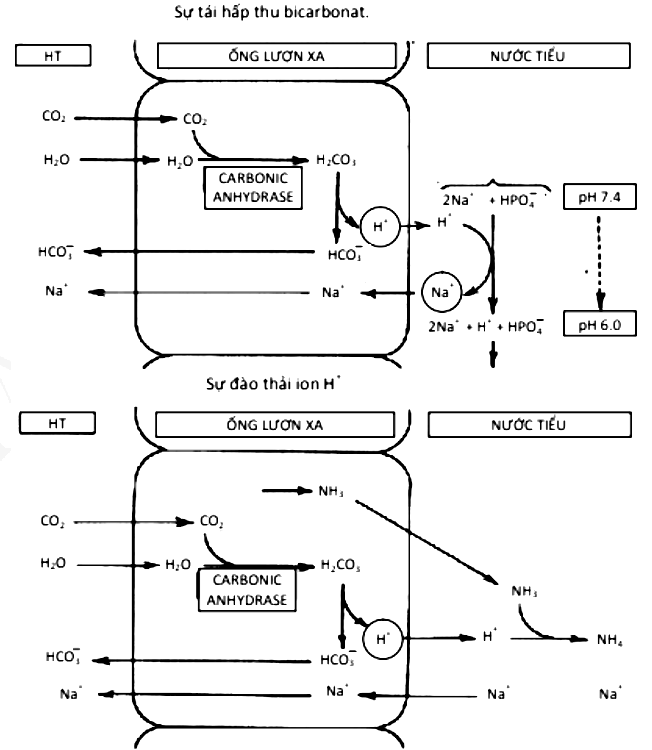 Sự tái hấp thu bicarbonat.
HT
ỐNG LƯỢN XA
NƯỚC TIỂU
CO₂
CO₂
H₂O
H₂O
H₂CO₃
CARBONIC
ANHYDRASE
2Na⁺ + HPO₄⁻
pH 7.4
H⁺
H⁺
HCO₃⁻
HCO₃⁻
Na⁺
Na⁺
Na⁺
2Na⁺ + H⁺ + HPO₄⁻
pH 6.0
Sự đào thải ion H⁺
HT
ỐNG LƯỢN XA
NƯỚC TIỂU
NH₃
CO₂
CO₂
H₂O
H₂O
H₂CO₃
CARBONIC
ANHYDRASE
NH₃
H⁺
H⁺
NH₄
HCO₃⁻
HCO₃⁻
Na⁺
Na⁺
Na⁺
Na⁺